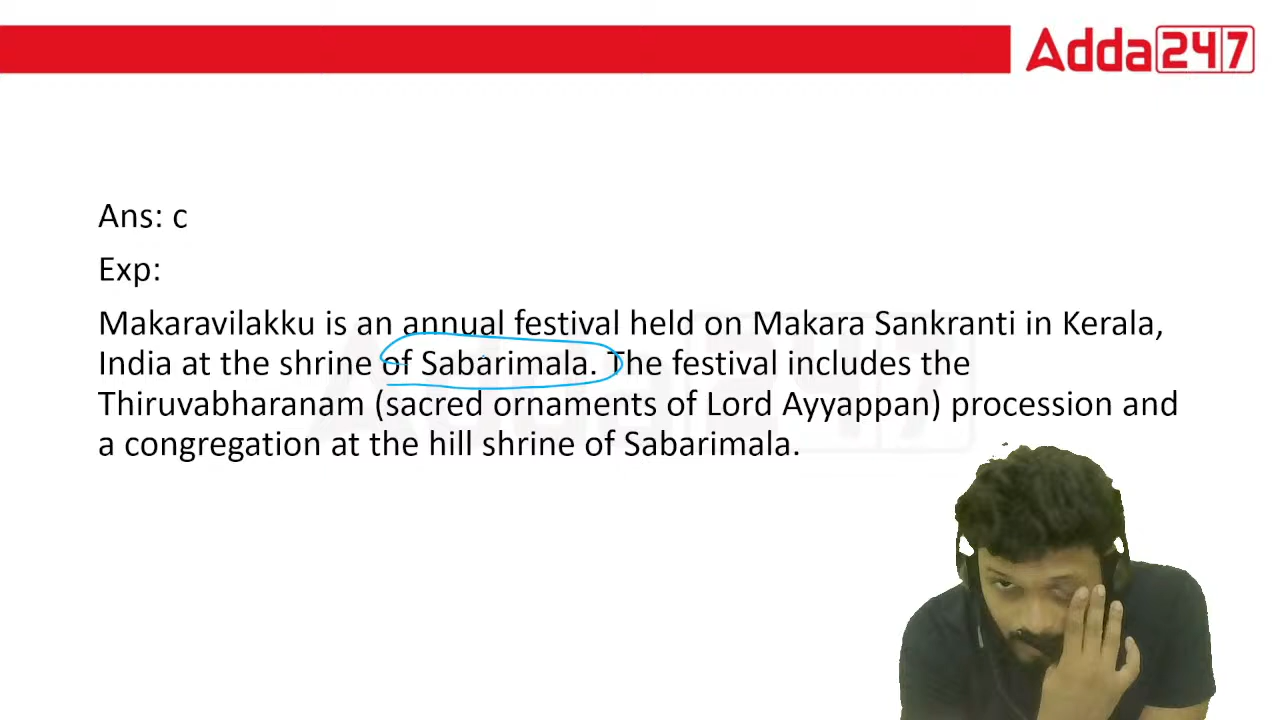 Adda247
Ans: c
Exp:
Makaravilakku is an annual festival held on Makara Sankranti in Kerala,
India at the shrine of Sabarimala. The festival includes the
Thiruvabharanam (sacred ornaments of Lord Ayyappan) procession and
a congregation at the hill shrine of Sabarimala.
Adda247